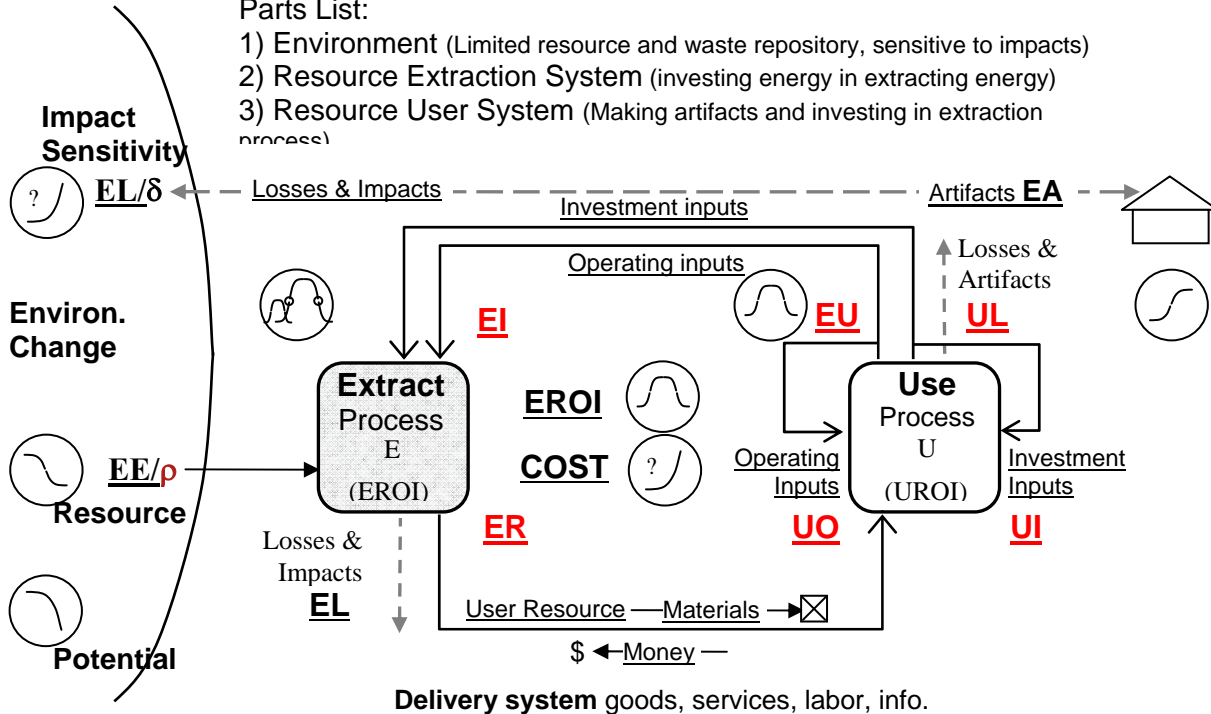 Parts List:
1) Environment (Limited resource and waste repository, sensitive to impacts)
2) Resource Extraction System (investing energy in extracting energy)
3) Resource User System (Making artifacts and investing in extraction
process)
Impact
Sensitivity
?
EL/δ
Losses & Impacts
Artifacts EA
Investment inputs
Operating inputs
Losses &
Artifacts
Environ.
Change
EI
EU
UL
Extract
Process
E
(EROI)
EROI
COST
?
Use
Process
U
(UROI)
Operating
Inputs
Investment
Inputs
EE/ρ
Resource
ER
UO
UI
Losses &
Impacts
EL
User Resource
Materials
$
Money
Potential
Delivery system goods, services, labor, info.